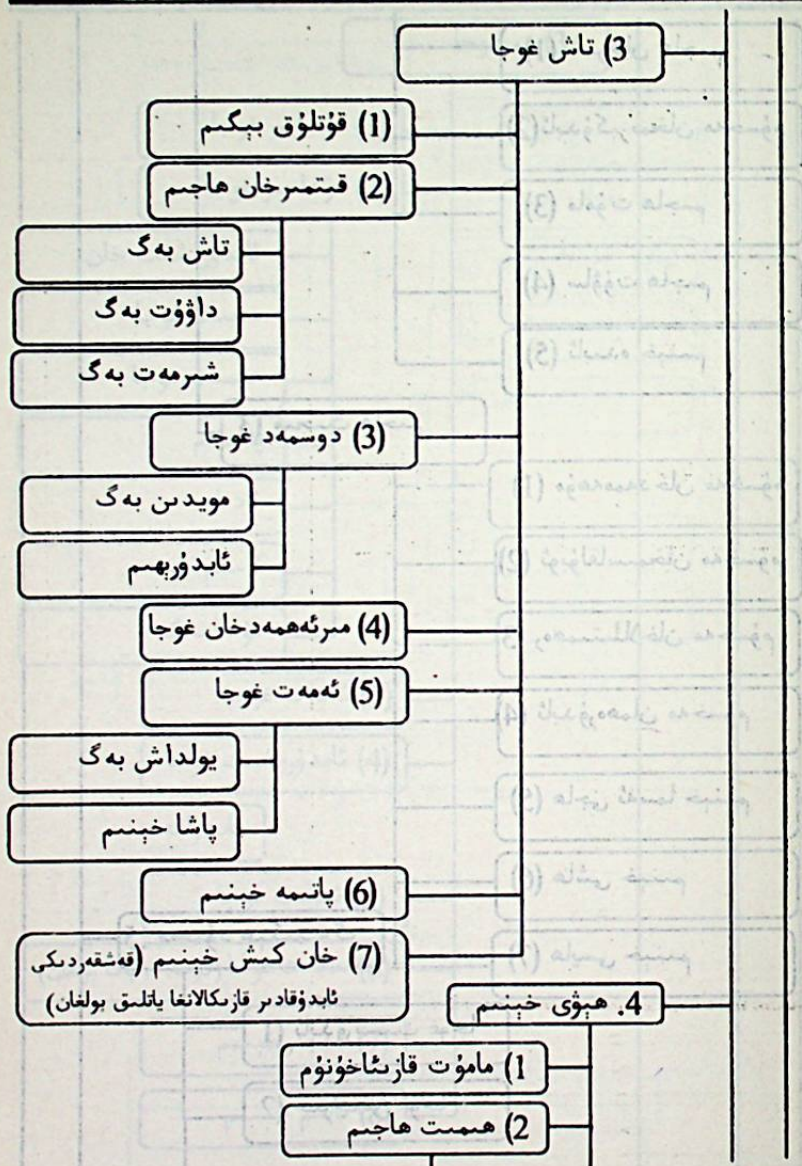 3) تاش غوجا
(1) قۇتلۇق بېگىم
(2) قىتمىرخان هاجىم
تاش بەگ
داۋۇت بەگ
شىرمەت بەگ
(3) دوسمەد غوجا
مويدىن بەگ
ئابدۇرېھىم
(4) مىرئەھمەدخان غوجا
(5) ئەمەت غوجا
يولداش بەگ
پاشا خېنىم
(6) پاتىمە خېنىم
(7) خان كىش خېنىم (قەشقەردىكى
ئابدۇقادىر قازىكالانغا ياتلىق بولغان)
4. ھېۋى خېنىم
1) مامۇت قازىئاخۇنۇم
2) ھىمىت ھاجىم